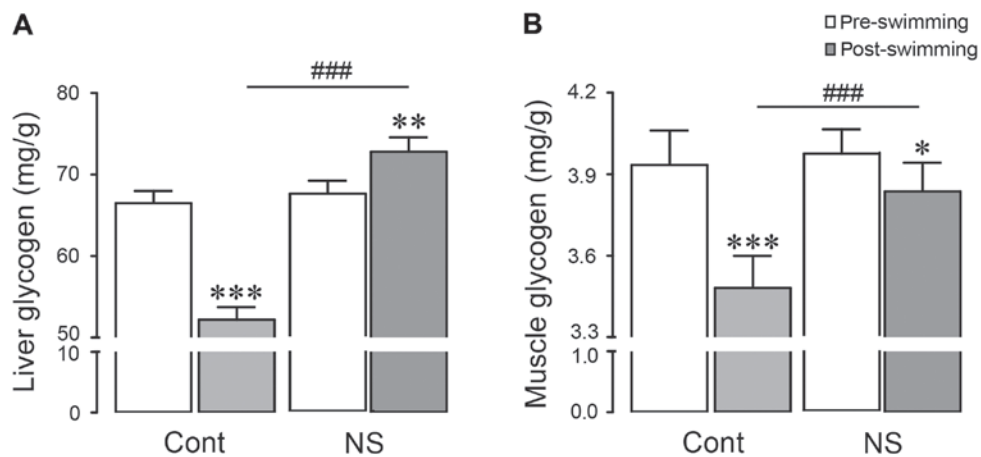 A
Liver glycogen (mg/g)
80
70
60
50
10
0
###
***
**
Cont
NS
B
Pre-swimming
Post-swimming
Muscle glycogen (mg/g)
4.2
3.9
3.6
3.3
1.0
0.0
###
***
*
Cont
NS